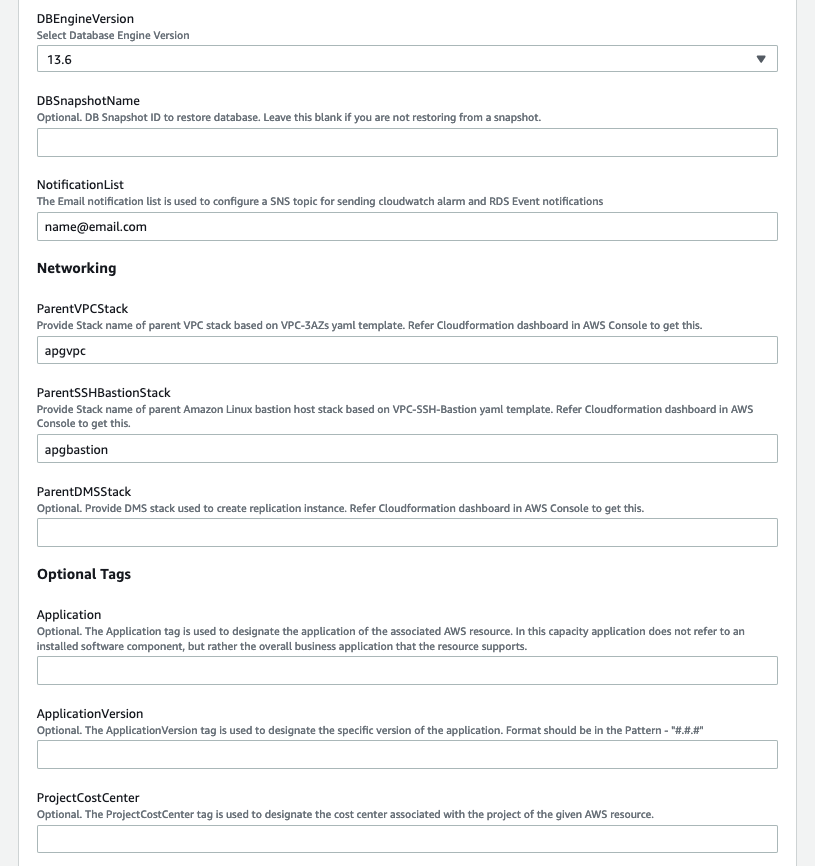 DBEngineVersion
Select Database Engine Version
13.6
DBSnapshotName
Optional. DB Snapshot ID to restore database. Leave this blank if you are not restoring from a snapshot.
NotificationList
The Email notification list is used to configure a SNS topic for sending cloudwatch alarm and RDS Event notifications
name@email.com
Networking
ParentVPCStack
Provide Stack name of parent VPC stack based on VPC-3AZs yaml template. Refer Cloudformation dashboard in AWS Console to get this.
apgvpc
ParentSSHBastionStack
Provide Stack name of parent Amazon Linux bastion host stack based on VPC-SSH-Bastion yaml template. Refer Cloudformation dashboard in AWS
Console to get this.
apgbastion
ParentDMSStack
Optional. Provide DMS stack used to create replication instance. Refer Cloudformation dashboard in AWS Console to get this.
Optional Tags
Application
Optional. The Application tag is used to designate the application of the associated AWS resource. In this capacity application does not refer to an
installed software component, but rather the overall business application that the resource supports.
ApplicationVersion
Optional. The ApplicationVersion tag is used to designate the specific version of the application. Format should be in the Pattern - "#.#.#"
ProjectCostCenter
Optional. The ProjectCostCenter tag is used to designate the cost center associated with the project of the given AWS resource.